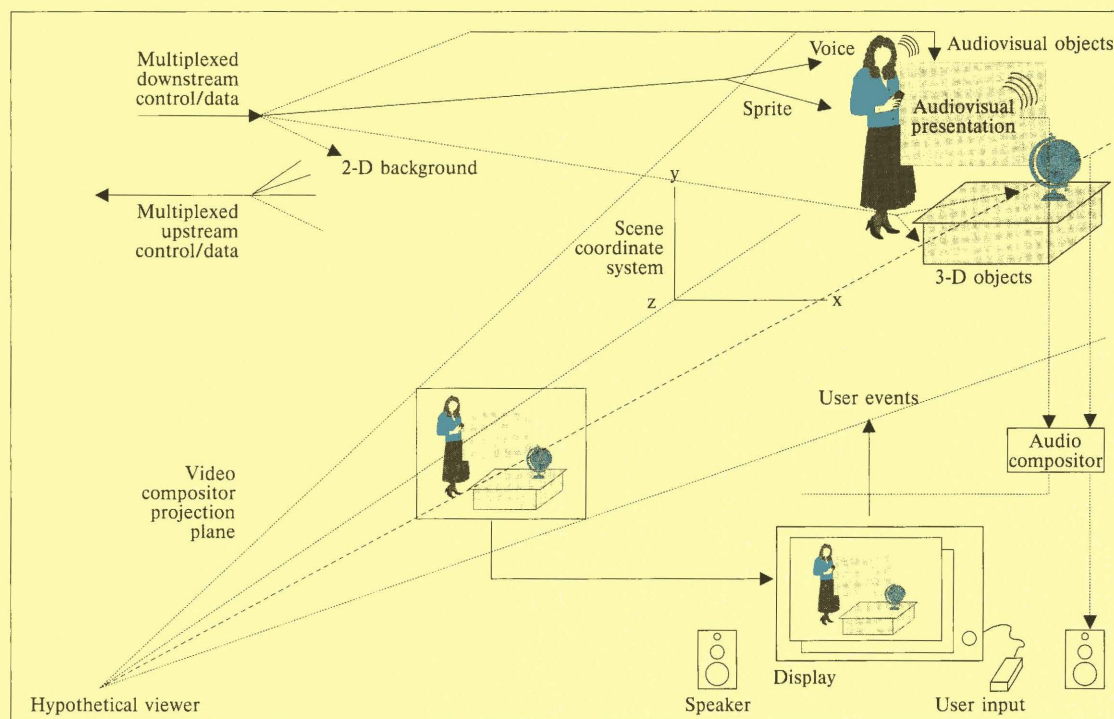 Multiplexed
downstream
control/data
Voice
Audiovisual objects
Sprite
Audiovisual
presentation
2-D background
Multiplexed
upstream
control/data
y
Scene
coordinate
system
z
x
3-D objects
User events
Audio
compositor
Video
compositor
projection
plane
Hypothetical viewer
Speaker
Display
User input